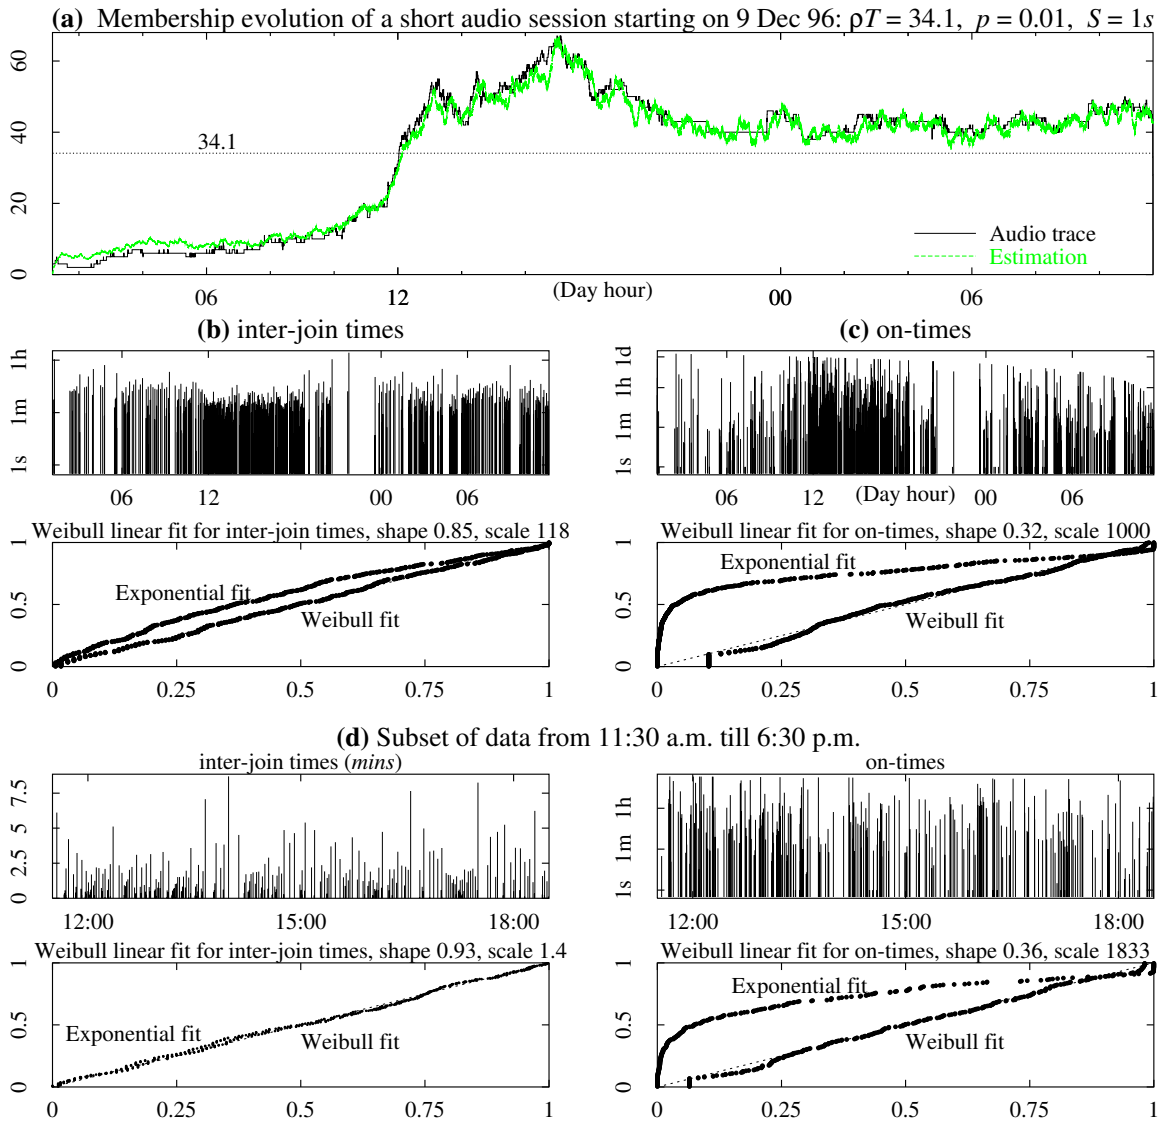 (a) Membership evolution of a short audio session starting on 9 Dec 96: ρT = 34.1, p = 0.01, S = 1s
60
40
20
0
34.1
Audio trace
Estimation
06 12 (Day hour) 00 06
(b) inter-join times
1h
1m
1s
06 12 00 06
(c) on-times
1d
1h
1m
1s
06 12 (Day hour) 00 06
Weibull linear fit for inter-join times, shape 0.85, scale 118
1
0.5
0
Exponential fit
Weibull fit
0 0.25 0.5 0.75 1
Weibull linear fit for on-times, shape 0.32, scale 1000
1
0.5
0
Exponential fit
Weibull fit
0 0.25 0.5 0.75 1
(d) Subset of data from 11:30 a.m. till 6:30 p.m.
inter-join times (mins)
7.5
5
2.5
0
12:00 15:00 18:00
on-times
1h
1m
1s
12:00 15:00 18:00
Weibull linear fit for inter-join times, shape 0.93, scale 1.4
1
0.5
0
Exponential fit
Weibull fit
0 0.25 0.5 0.75 1
Weibull linear fit for on-times, shape 0.36, scale 1833
1
0.5
0
Exponential fit
Weibull fit
0 0.25 0.5 0.75 1